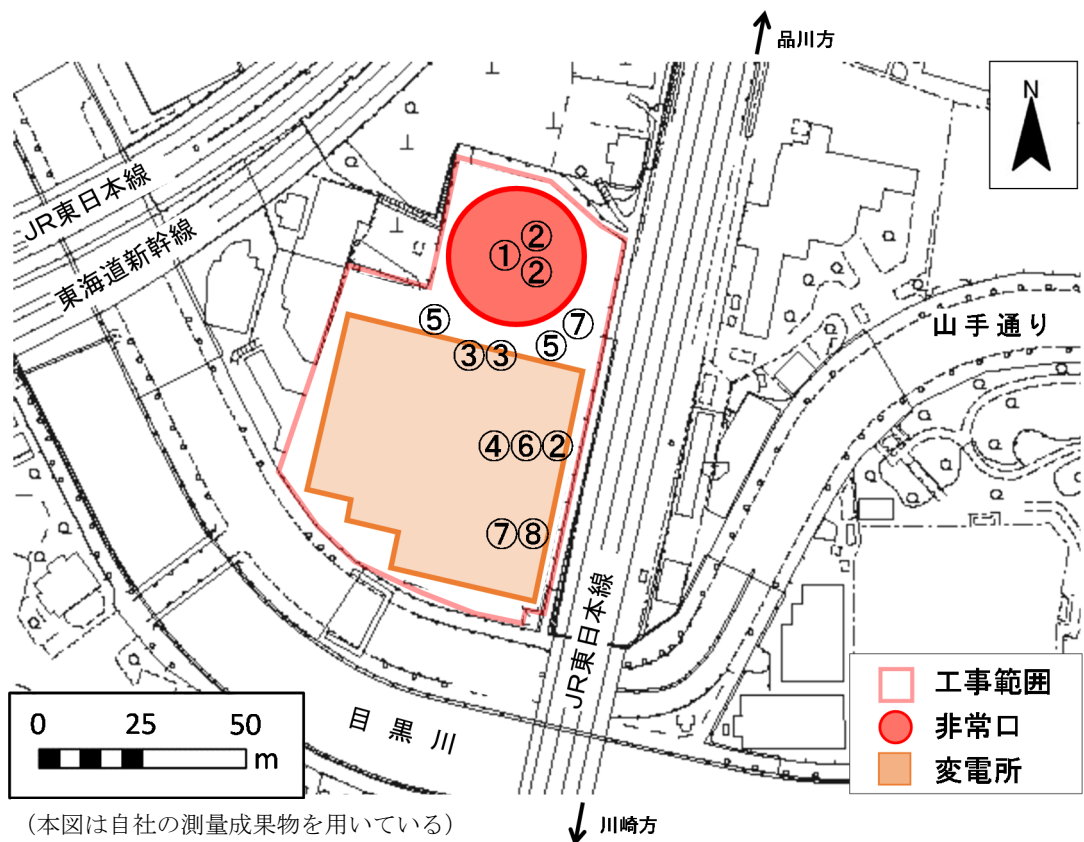 品川方
N
JR東日本線
東海道新幹線
②
①
②
⑤
⑦
⑤
③③
山手通り
④⑥②
⑦⑧
JR東日本線
目黒川
工事範囲
非常口
変電所
0 25 50
m
(本図は自社の測量成果物を用いている)
川崎方